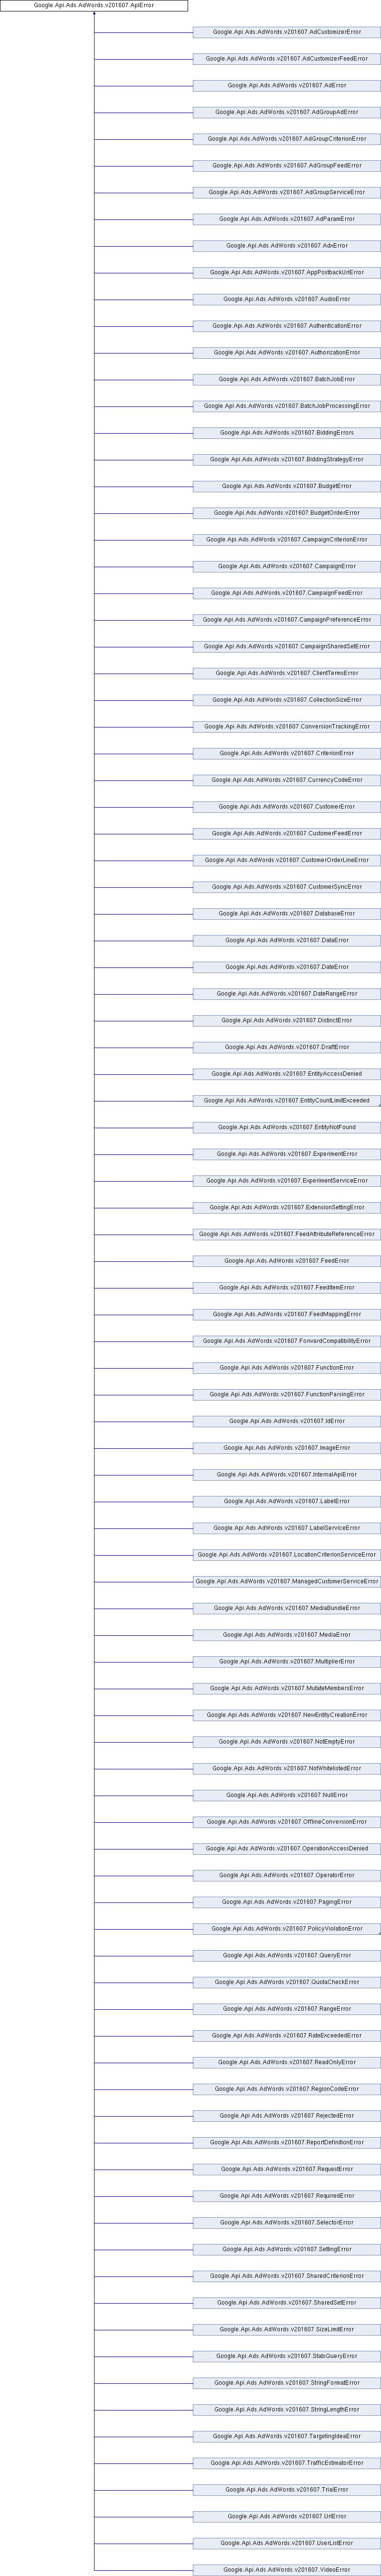 Google.Api.Ads.AdWords.v201607.ApiError
Google.Api.Ads.AdWords.v201607.AdCustomizerError
Google.Api.Ads.AdWords.v201607.AdCustomizerFeedError
Google.Api.Ads.AdWords.v201607.AdError
Google.Api.Ads.AdWords.v201607.AdGroupAdError
Google.Api.Ads.AdWords.v201607.AdGroupCriterionError
Google.Api.Ads.AdWords.v201607.AdGroupFeedError
Google.Api.Ads.AdWords.v201607.AdGroupServiceError
Google.Api.Ads.AdWords.v201607.AdParamError
Google.Api.Ads.AdWords.v201607.AdxError
Google.Api.Ads.AdWords.v201607.AppPostbackUrlError
Google.Api.Ads.AdWords.v201607.AudioError
Google.Api.Ads.AdWords.v201607.AuthenticationError
Google.Api.Ads.AdWords.v201607.AuthorizationError
Google.Api.Ads.AdWords.v201607.BatchJobError
Google.Api.Ads.AdWords.v201607.BatchJobProcessingError
Google.Api.Ads.AdWords.v201607.BiddingErrors
Google.Api.Ads.AdWords.v201607.BiddingStrategyError
Google.Api.Ads.AdWords.v201607.BudgetError
Google.Api.Ads.AdWords.v201607.BudgetOrderError
Google.Api.Ads.AdWords.v201607.CampaignCriterionError
Google.Api.Ads.AdWords.v201607.CampaignError
Google.Api.Ads.AdWords.v201607.CampaignFeedError
Google.Api.Ads.AdWords.v201607.CampaignPreferenceError
Google.Api.Ads.AdWords.v201607.CampaignSharedSetError
Google.Api.Ads.AdWords.v201607.ClientTermsError
Google.Api.Ads.AdWords.v201607.CollectionSizeError
Google.Api.Ads.AdWords.v201607.ConversionTrackingError
Google.Api.Ads.AdWords.v201607.CriterionError
Google.Api.Ads.AdWords.v201607.CurrencyCodeError
Google.Api.Ads.AdWords.v201607.CustomerError
Google.Api.Ads.AdWords.v201607.CustomerFeedError
Google.Api.Ads.AdWords.v201607.CustomerOrderLineError
Google.Api.Ads.AdWords.v201607.CustomerSyncError
Google.Api.Ads.AdWords.v201607.DatabaseError
Google.Api.Ads.AdWords.v201607.DataError
Google.Api.Ads.AdWords.v201607.DateError
Google.Api.Ads.AdWords.v201607.DateRangeError
Google.Api.Ads.AdWords.v201607.DistinctError
Google.Api.Ads.AdWords.v201607.DraftError
Google.Api.Ads.AdWords.v201607.EntityAccessDenied
Google.Api.Ads.AdWords.v201607.EntityCountLimitExceeded
Google.Api.Ads.AdWords.v201607.EntityNotFound
Google.Api.Ads.AdWords.v201607.ExperimentError
Google.Api.Ads.AdWords.v201607.ExperimentServiceError
Google.Api.Ads.AdWords.v201607.ExtensionSettingError
Google.Api.Ads.AdWords.v201607.FeedAttributeReferenceError
Google.Api.Ads.AdWords.v201607.FeedError
Google.Api.Ads.AdWords.v201607.FeedItemError
Google.Api.Ads.AdWords.v201607.FeedMappingError
Google.Api.Ads.AdWords.v201607.ForwardCompatibilityError
Google.Api.Ads.AdWords.v201607.FunctionError
Google.Api.Ads.AdWords.v201607.FunctionParsingError
Google.Api.Ads.AdWords.v201607.IdError
Google.Api.Ads.AdWords.v201607.ImageError
Google.Api.Ads.AdWords.v201607.InternalApiError
Google.Api.Ads.AdWords.v201607.LabelError
Google.Api.Ads.AdWords.v201607.LabelServiceError
Google.Api.Ads.AdWords.v201607.LocationCriterionServiceError
Google.Api.Ads.AdWords.v201607.ManagedCustomerServiceError
Google.Api.Ads.AdWords.v201607.MediaBundleError
Google.Api.Ads.AdWords.v201607.MediaError
Google.Api.Ads.AdWords.v201607.MultiplierError
Google.Api.Ads.AdWords.v201607.MutateMembersError
Google.Api.Ads.AdWords.v201607.NewEntityCreationError
Google.Api.Ads.AdWords.v201607.NotEmptyError
Google.Api.Ads.AdWords.v201607.NotWhitelistedError
Google.Api.Ads.AdWords.v201607.NullError
Google.Api.Ads.AdWords.v201607.OfflineConversionError
Google.Api.Ads.AdWords.v201607.OperationAccessDenied
Google.Api.Ads.AdWords.v201607.OperatorError
Google.Api.Ads.AdWords.v201607.PagingError
Google.Api.Ads.AdWords.v201607.PolicyViolationError
Google.Api.Ads.AdWords.v201607.QueryError
Google.Api.Ads.AdWords.v201607.QuotaCheckError
Google.Api.Ads.AdWords.v201607.RangeError
Google.Api.Ads.AdWords.v201607.RateExceededError
Google.Api.Ads.AdWords.v201607.ReadOnlyError
Google.Api.Ads.AdWords.v201607.RegionCodeError
Google.Api.Ads.AdWords.v201607.RejectedError
Google.Api.Ads.AdWords.v201607.ReportDefinitionError
Google.Api.Ads.AdWords.v201607.RequestError
Google.Api.Ads.AdWords.v201607.RequiredError
Google.Api.Ads.AdWords.v201607.SelectorError
Google.Api.Ads.AdWords.v201607.SettingError
Google.Api.Ads.AdWords.v201607.SharedCriterionError
Google.Api.Ads.AdWords.v201607.SharedSetError
Google.Api.Ads.AdWords.v201607.SizeLimitError
Google.Api.Ads.AdWords.v201607.StatsQueryError
Google.Api.Ads.AdWords.v201607.StringFormatError
Google.Api.Ads.AdWords.v201607.StringLengthError
Google.Api.Ads.AdWords.v201607.TargetingIdeaError
Google.Api.Ads.AdWords.v201607.TrafficEstimatorError
Google.Api.Ads.AdWords.v201607.TrialError
Google.Api.Ads.AdWords.v201607.UrlError
Google.Api.Ads.AdWords.v201607.UserListError
Google.Api.Ads.AdWords.v201607.VideoError